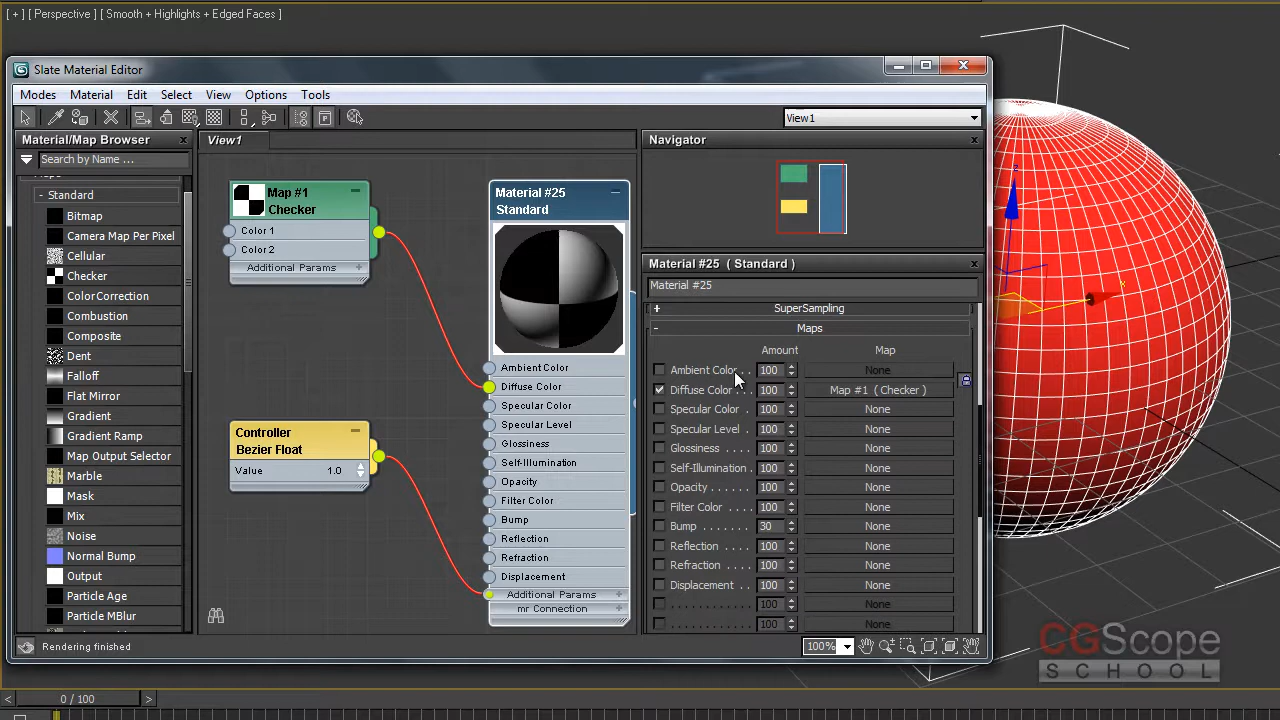 [ + ] [ Perspective ] [ Smooth + Highlights + Edged Faces ]
Slate Material Editor
Modes Material Edit Select View Options Tools
View1
Material/Map Browser
Search by Name ...
- Standard
Bitmap
Camera Map Per Pixel
Cellular
Checker
ColorCorrection
Combustion
Composite
Dent
Falloff
Flat Mirror
Gradient
Gradient Ramp
Map Output Selector
Marble
Mask
Mix
Noise
Normal Bump
Output
Particle Age
Particle MBlur
View1
Map #1
Checker
Color 1
Color 2
Additional Params +
Controller
Bezier Float
Value 1.0
Material #25
Standard
Ambient Color
Diffuse Color
Specular Color
Specular Level
Glossiness
Self-Illumination
Opacity
Filter Color
Bump
Reflection
Refraction
Displacement
Additional Params +
mr Connection +
Navigator
Material #25 ( Standard )
Material #25
+ SuperSampling
- Maps
Amount Map
Ambient Color . . 100 None
Diffuse Color . . . 100 Map #1 ( Checker )
Specular Color . 100 None
Specular Level . 100 None
Glossiness . . . . 100 None
Self-Illumination . 100 None
Opacity . . . . . . 100 None
Filter Color . . . . 100 None
Bump . . . . . . . 30 None
Reflection . . . . 100 None
Refraction . . . . 100 None
Displacement . . 100 None
. . . . . . . . . . . . 100 None
. . . . . . . . . . . . 100 None
Rendering finished
100%
CGScope
SCHOOL
< 0 / 100 >